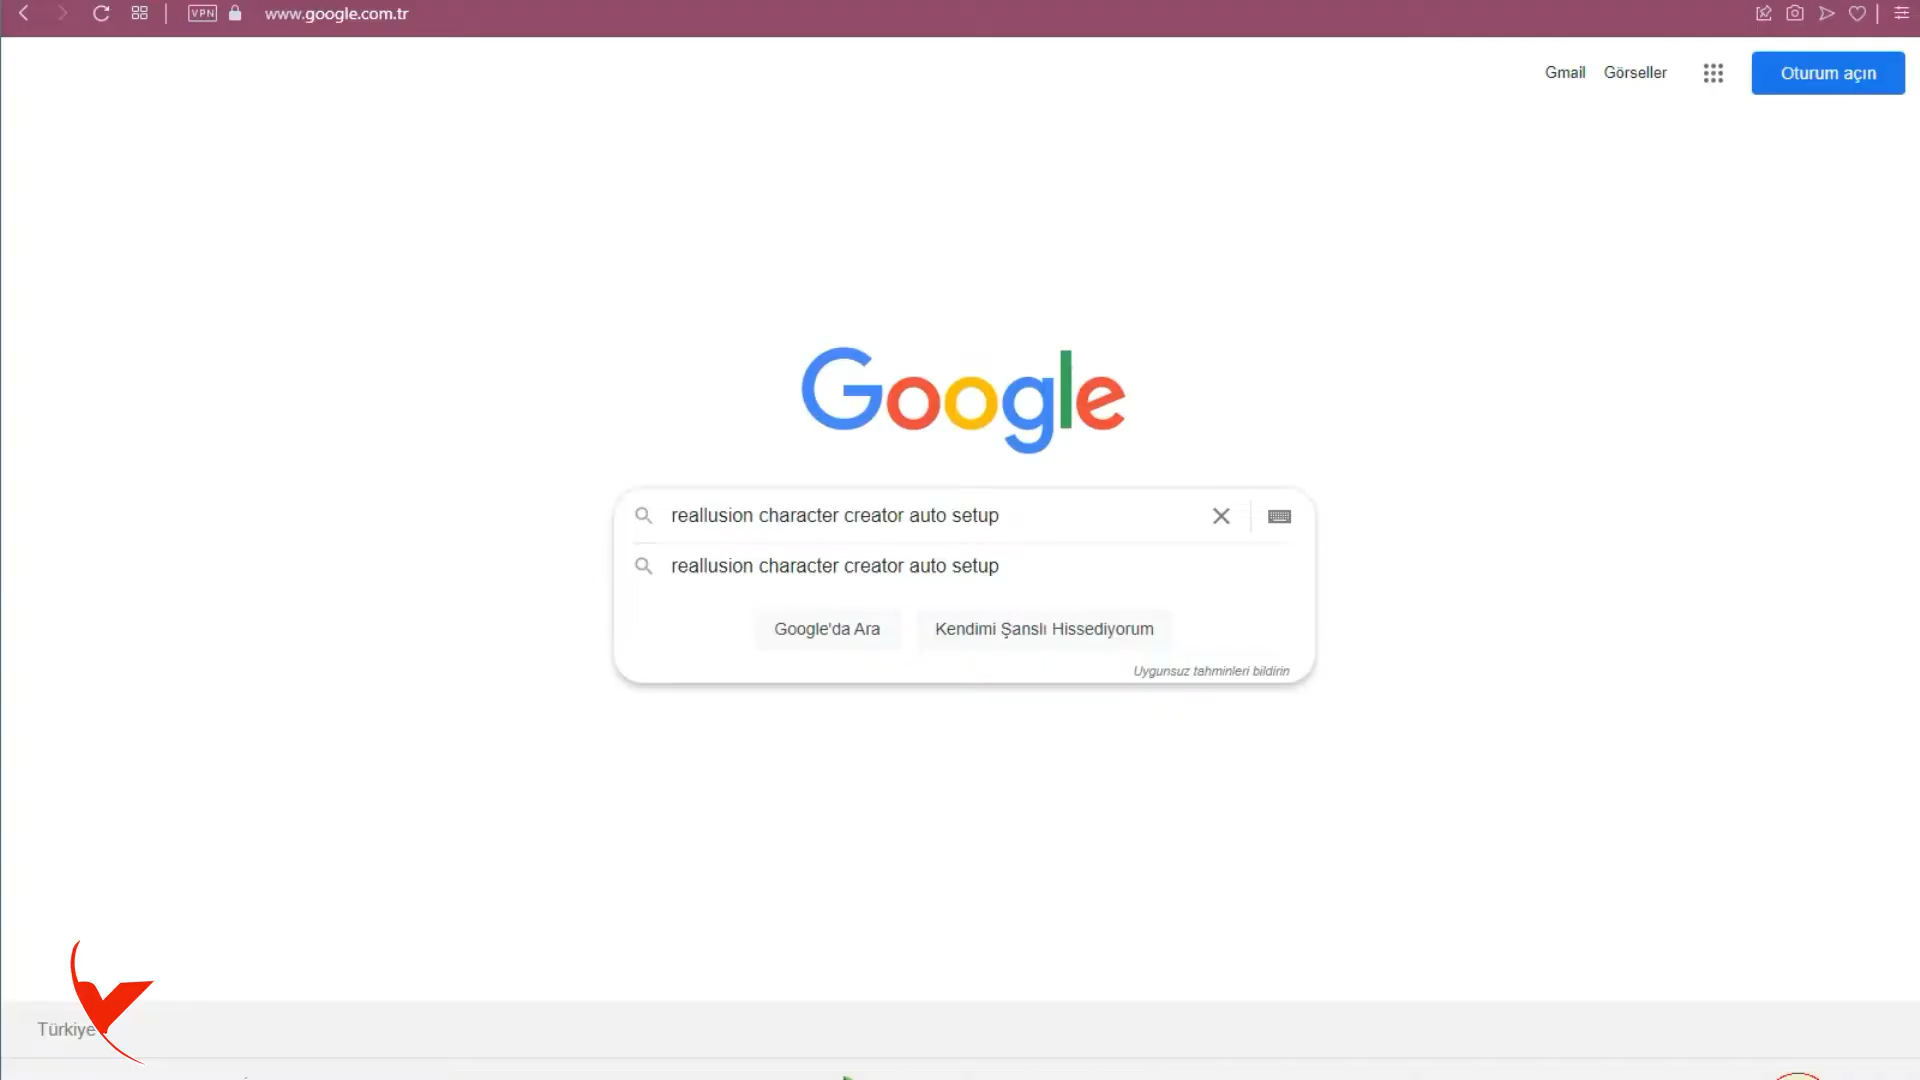 VPN www.google.com.tr
Gmail Görseller Oturum açın
Google
reallusion character creator auto setup
reallusion character creator auto setup
Google'da Ara Kendimi Şanslı Hissediyorum
Uygunsuz tahminleri bildirin
Türkiye